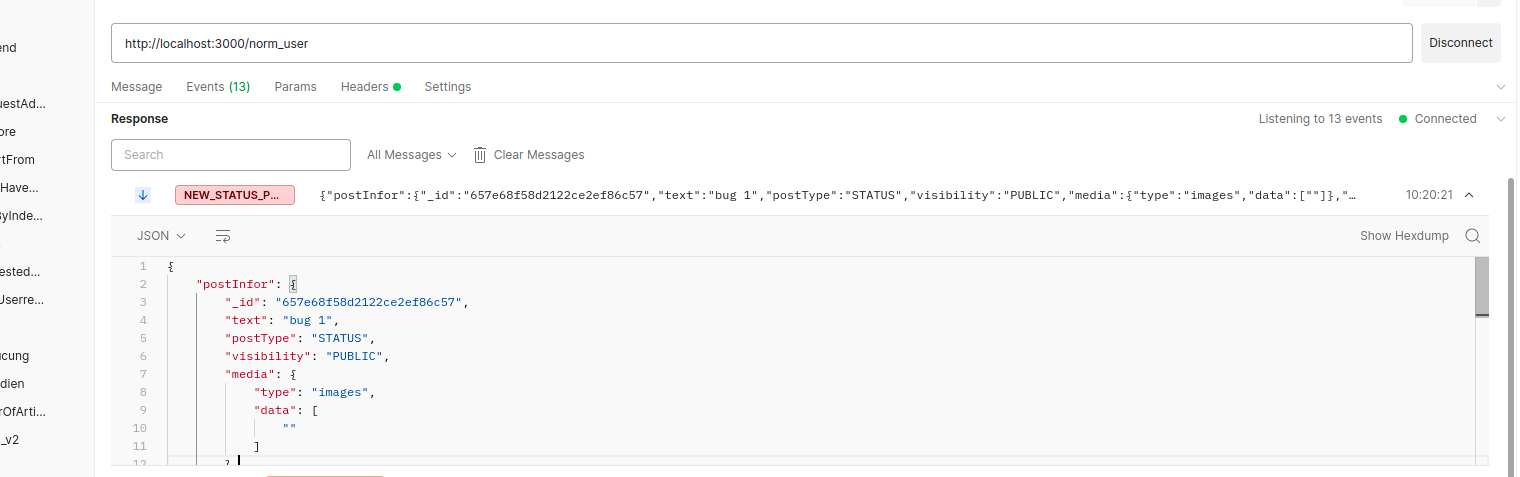 http://localhost:3000/norm_user
Disconnect
end
Message Events (13) Params Headers Settings
uestAd...
Response Listening to 13 events Connected
ore
Search All Messages Clear Messages
rtFrom
Have...
NEW_STATUS_P... {"postInfor":{"_id":"657e68f58d2122ce2ef86c57","text":"bug 1","postType":"STATUS","visibility":"PUBLIC","media":{"type":"images","data":[""]},"… 10:20:21
ByInde...
JSON Show Hexdump
1 {
ested...
2 "postInfor": {
Userre...
3 "_id": "657e68f58d2122ce2ef86c57",
4 "text": "bug 1",
5 "postType": "STATUS",
6 "visibility": "PUBLIC",
ucung
7 "media": {
dien
8 "type": "images",
9 "data": [
rOfArti...
10 ""
_v2
11 ]
12 }